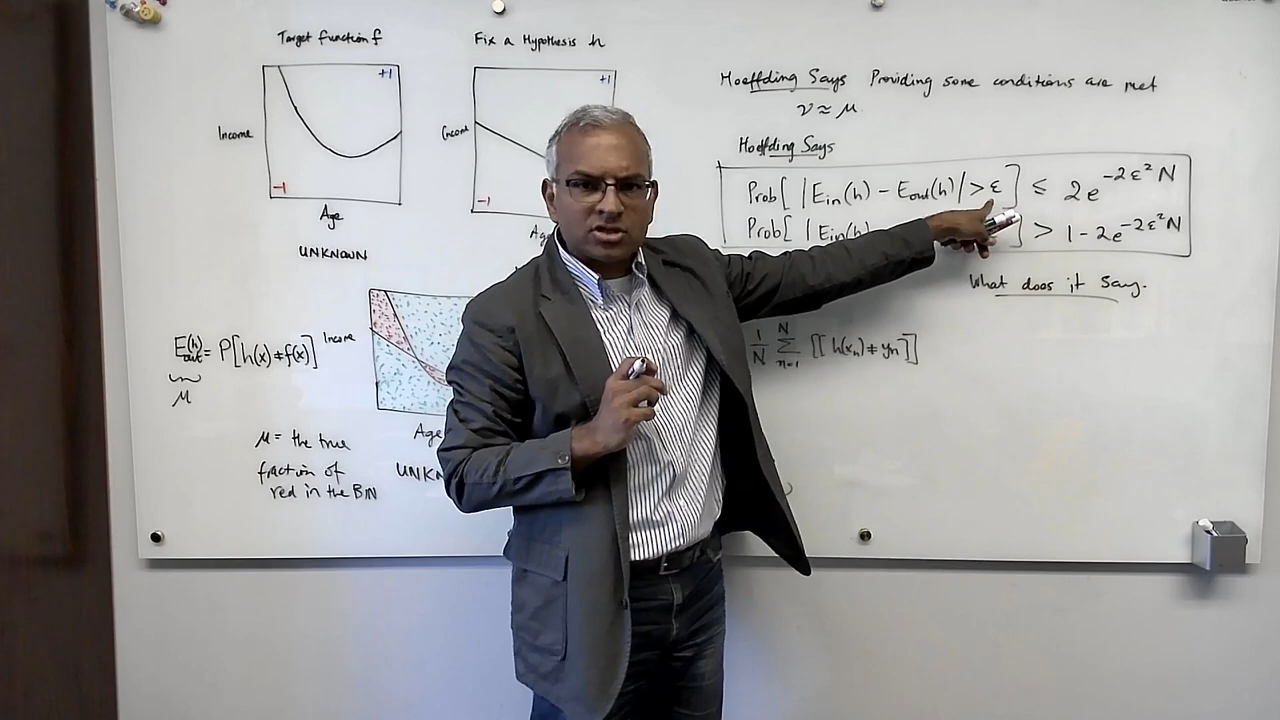 Target function f
+1
Income
-1
Age
UNKNOWN
Fix a Hypothesis h
+1
Income
-1
Ag
Hoeffding Says Providing some conditions are met
ν ≈ μ.
Hoeffding Says
Prob[ |Ein(h) - Eout(h)| > ε ] ≤ 2e^{-2ε²N}
Prob[ |Ein(h) ] > 1 - 2e^{-2ε²N}
What does it say.
Eout(h) = P[h(x) ≠ f(x)]
μ
Income
Age
UNKN
μ = the true
fraction of
red in the BIN
1/N Σ_{n=1}^{N} [[ h(xn) ≠ yn ]]